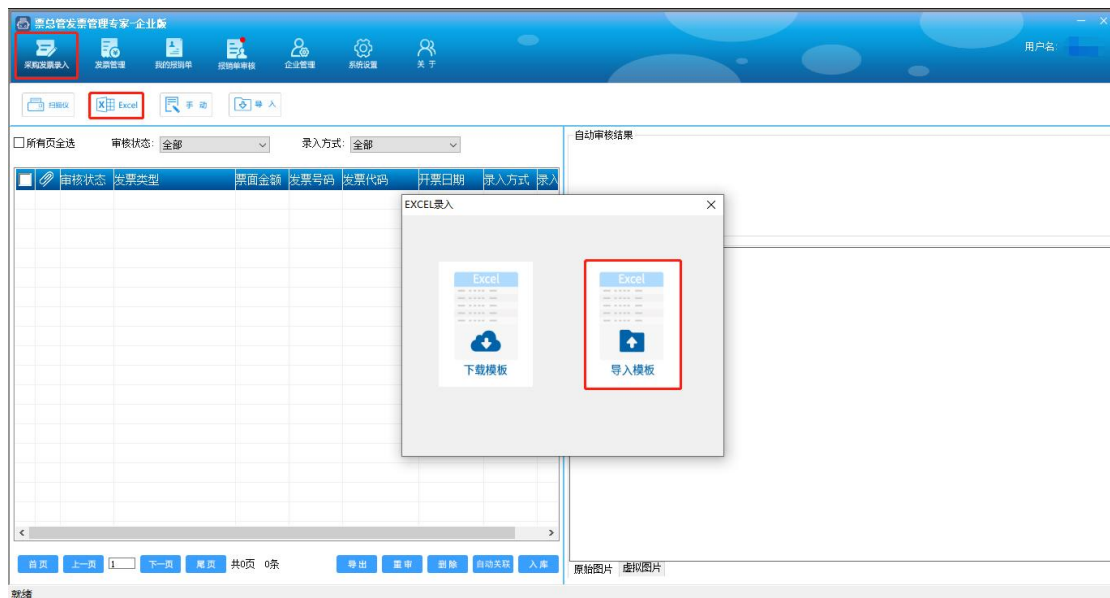 票总管发票管理专家-企业版
采购发票录入 发票管理 我的报销单 报销单审核 企业管理 系统设置 关于 用户名:
扫描仪 Excel 手动 导入
所有页全选 审核状态: 全部 录入方式: 全部 自动审核结果
审核状态 发票类型 票面金额 发票号码 发票代码 开票日期 录入方式 录入
EXCEL录入
Excel Excel
下载模板 导入模板
首页 上一页 1 下一页 尾页 共0页 0条 导出 重审 删除 自动关联 入库 原始图片 虚拟图片
就绪